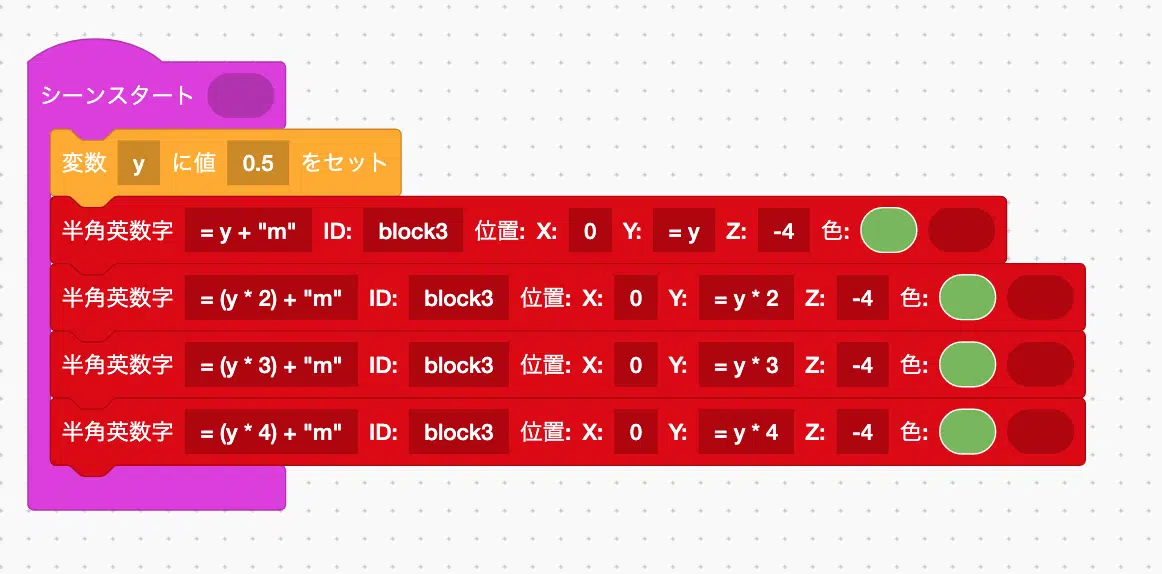 シーンスタート
変数 y に値 0.5 をセット
半角英数字 = y + "m" ID: block3 位置: X: 0 Y: = y Z: -4 色:
半角英数字 = (y * 2) + "m" ID: block3 位置: X: 0 Y: = y * 2 Z: -4 色:
半角英数字 = (y * 3) + "m" ID: block3 位置: X: 0 Y: = y * 3 Z: -4 色:
半角英数字 = (y * 4) + "m" ID: block3 位置: X: 0 Y: = y * 4 Z: -4 色: